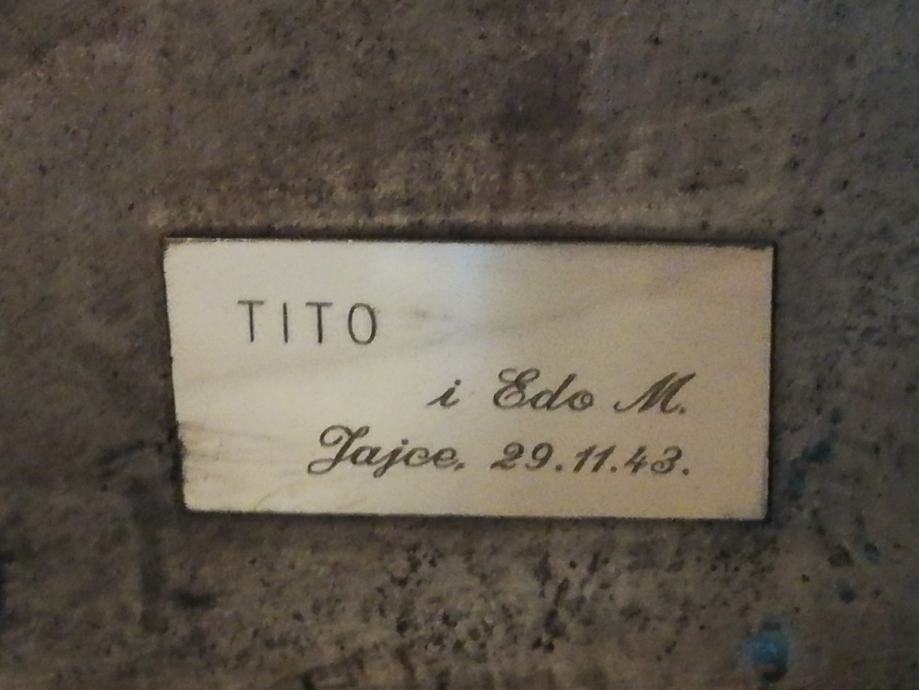 TITO
i Edo M.
Jajce. 29.11.43.